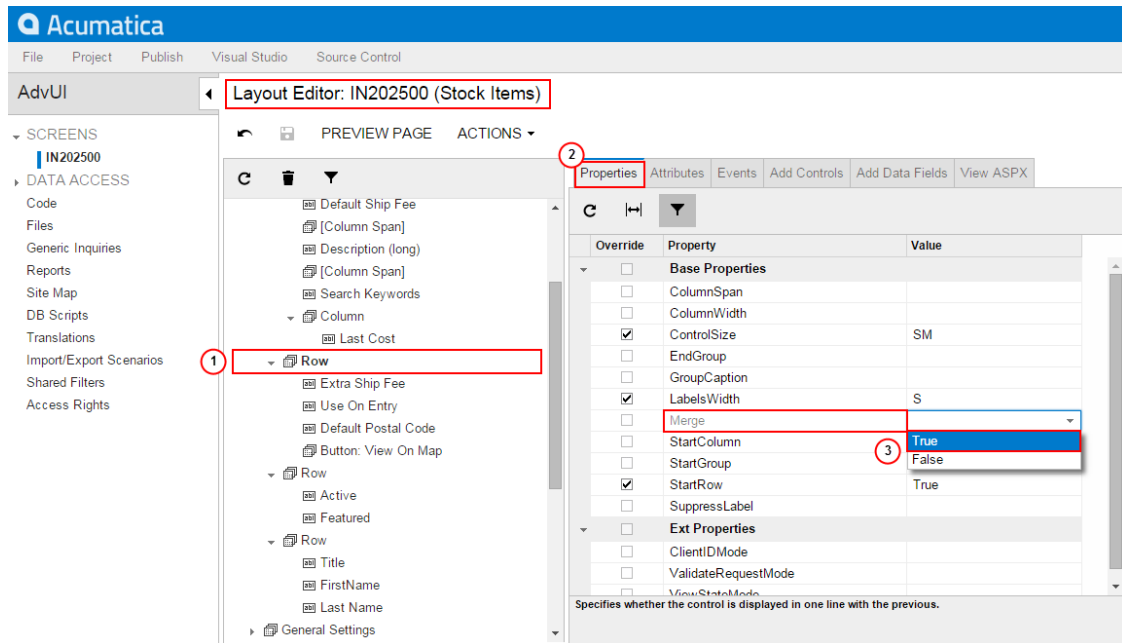 Acumatica
File Project Publish Visual Studio Source Control
AdvUI
Layout Editor: IN202500 (Stock Items)
SCREENS
IN202500
DATA ACCESS
Code
Files
Generic Inquiries
Reports
Site Map
DB Scripts
Translations
Import/Export Scenarios
Shared Filters
Access Rights
PREVIEW PAGE ACTIONS
Default Ship Fee
[Column Span]
Description (long)
[Column Span]
Search Keywords
Column
Last Cost
1
Row
Extra Ship Fee
Use On Entry
Default Postal Code
Button: View On Map
Row
Active
Featured
Row
Title
FirstName
Last Name
General Settings
2
Properties Attributes Events Add Controls Add Data Fields View ASPX
Override Property Value
Base Properties
ColumnSpan
ColumnWidth
ControlSize SM
EndGroup
GroupCaption
LabelsWidth S
Merge
StartColumn True
3
StartGroup False
StartRow True
SuppressLabel
Ext Properties
ClientIDMode
ValidateRequestMode
ViewStateMode
Specifies whether the control is displayed in one line with the previous.